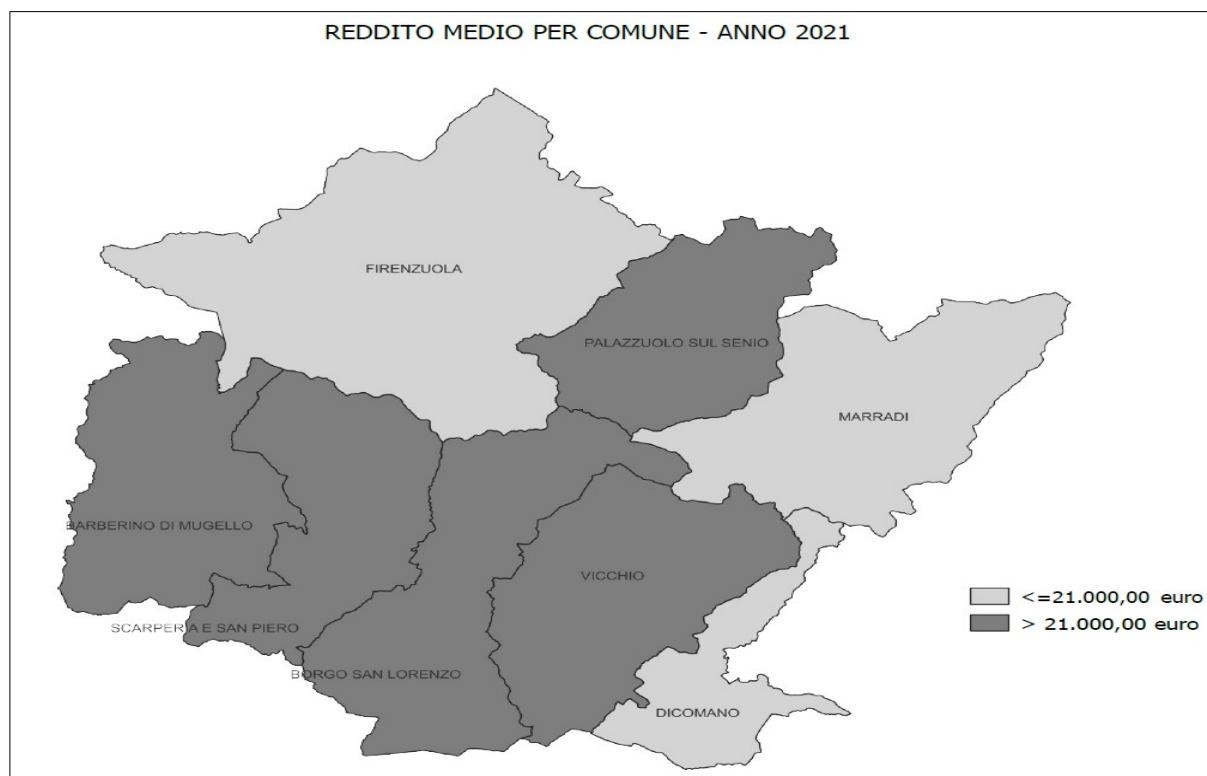 REDDITO MEDIO PER COMUNE - ANNO 2021
FIRENZUOLA
PALAZZUOLO SUL SENIO
MARRADI
BARBERINO DI MUGELLO
VICCHIO
<=21.000,00 euro
> 21.000,00 euro
SCARPERIA E SAN PIERO
BORGO SAN LORENZO
DICOMANO